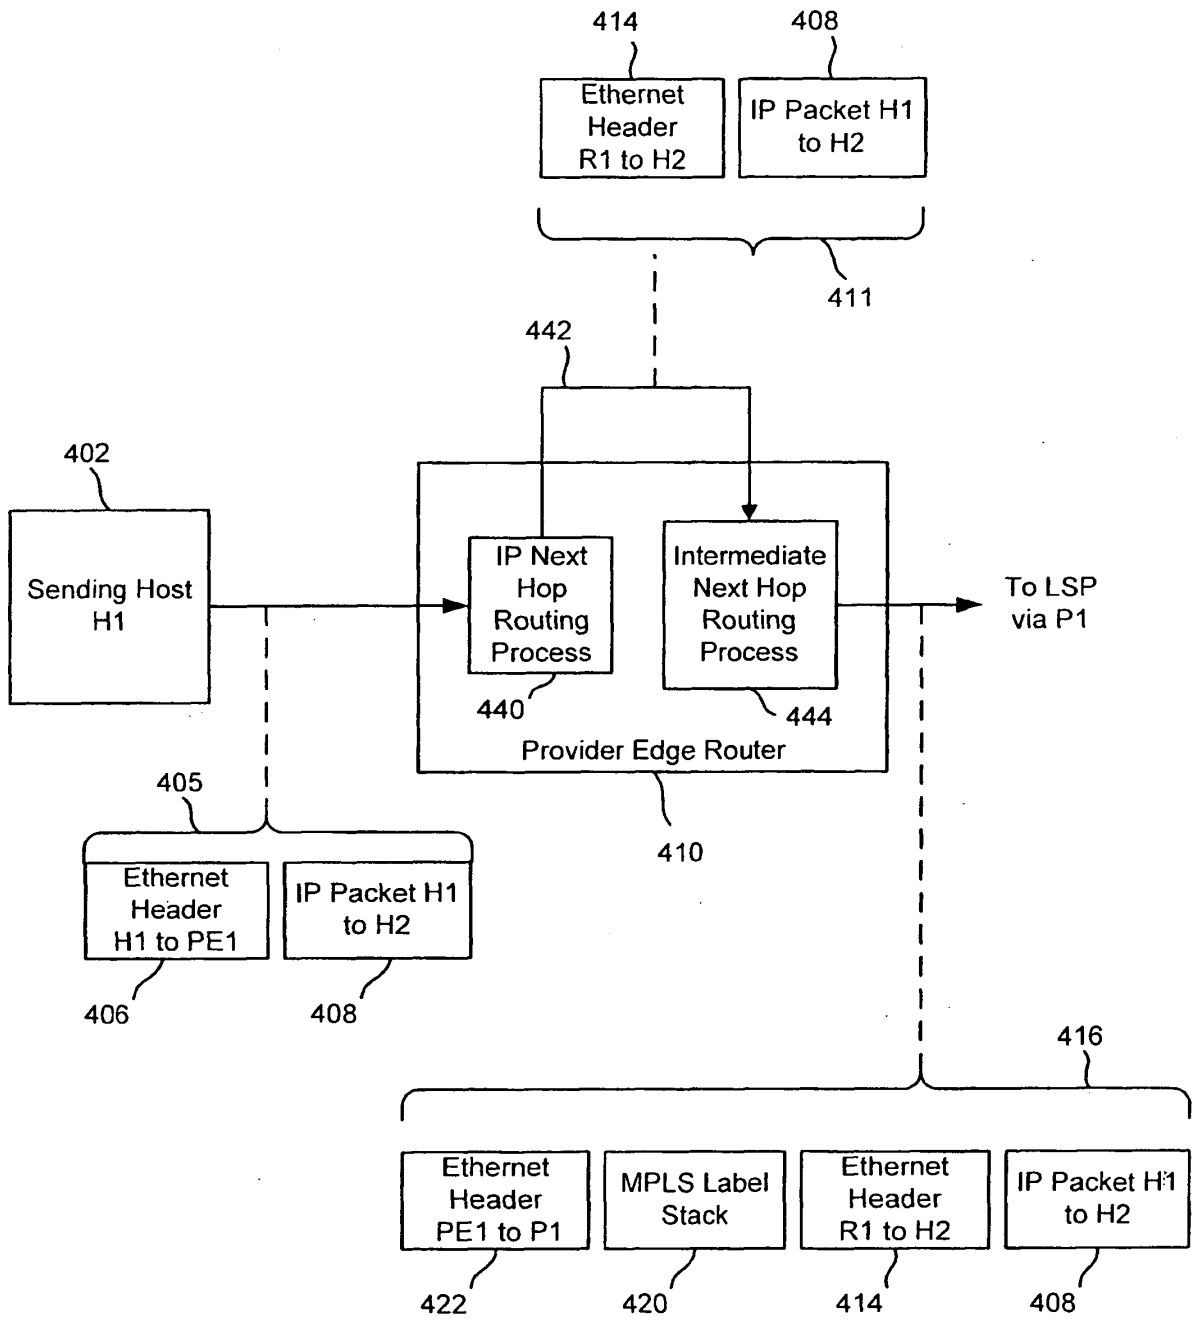 414
408
Ethernet
Header
R1 to H2
IP Packet H1
to H2
411
442
402
Sending Host
H1
IP Next
Hop
Routing
Process
440
Intermediate
Next Hop
Routing
Process
444
To LSP
via P1
Provider Edge Router
410
405
Ethernet
Header
H1 to PE1
IP Packet H1
to H2
406
408
416
Ethernet
Header
PE1 to P1
MPLS Label
Stack
Ethernet
Header
R1 to H2
IP Packet H1
to H2
422
420
414
408